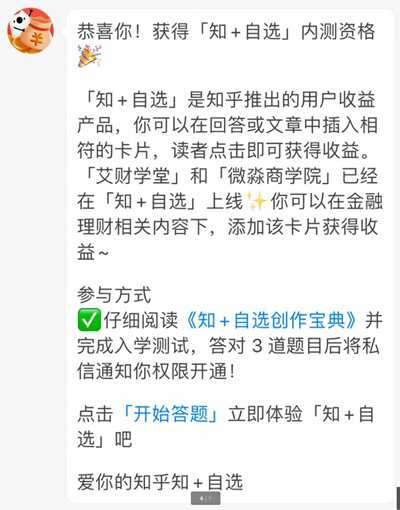 恭喜你！获得「知+自选」内测资格
🎉
「知+自选」是知乎推出的用户收益
产品，你可以在回答或文章中插入相
符的卡片，读者点击即可获得收益。
「艾财学堂」和「微淼商学院」已经
在「知+自选」上线✨你可以在金融
理财相关内容下，添加该卡片获得收
益~
参与方式
✅仔细阅读《知+自选创作宝典》并
完成入学测试，答对 3 道题目后将私
信通知你权限开通！
点击「开始答题」立即体验「知+自
选」吧
爱你的知乎知+自选